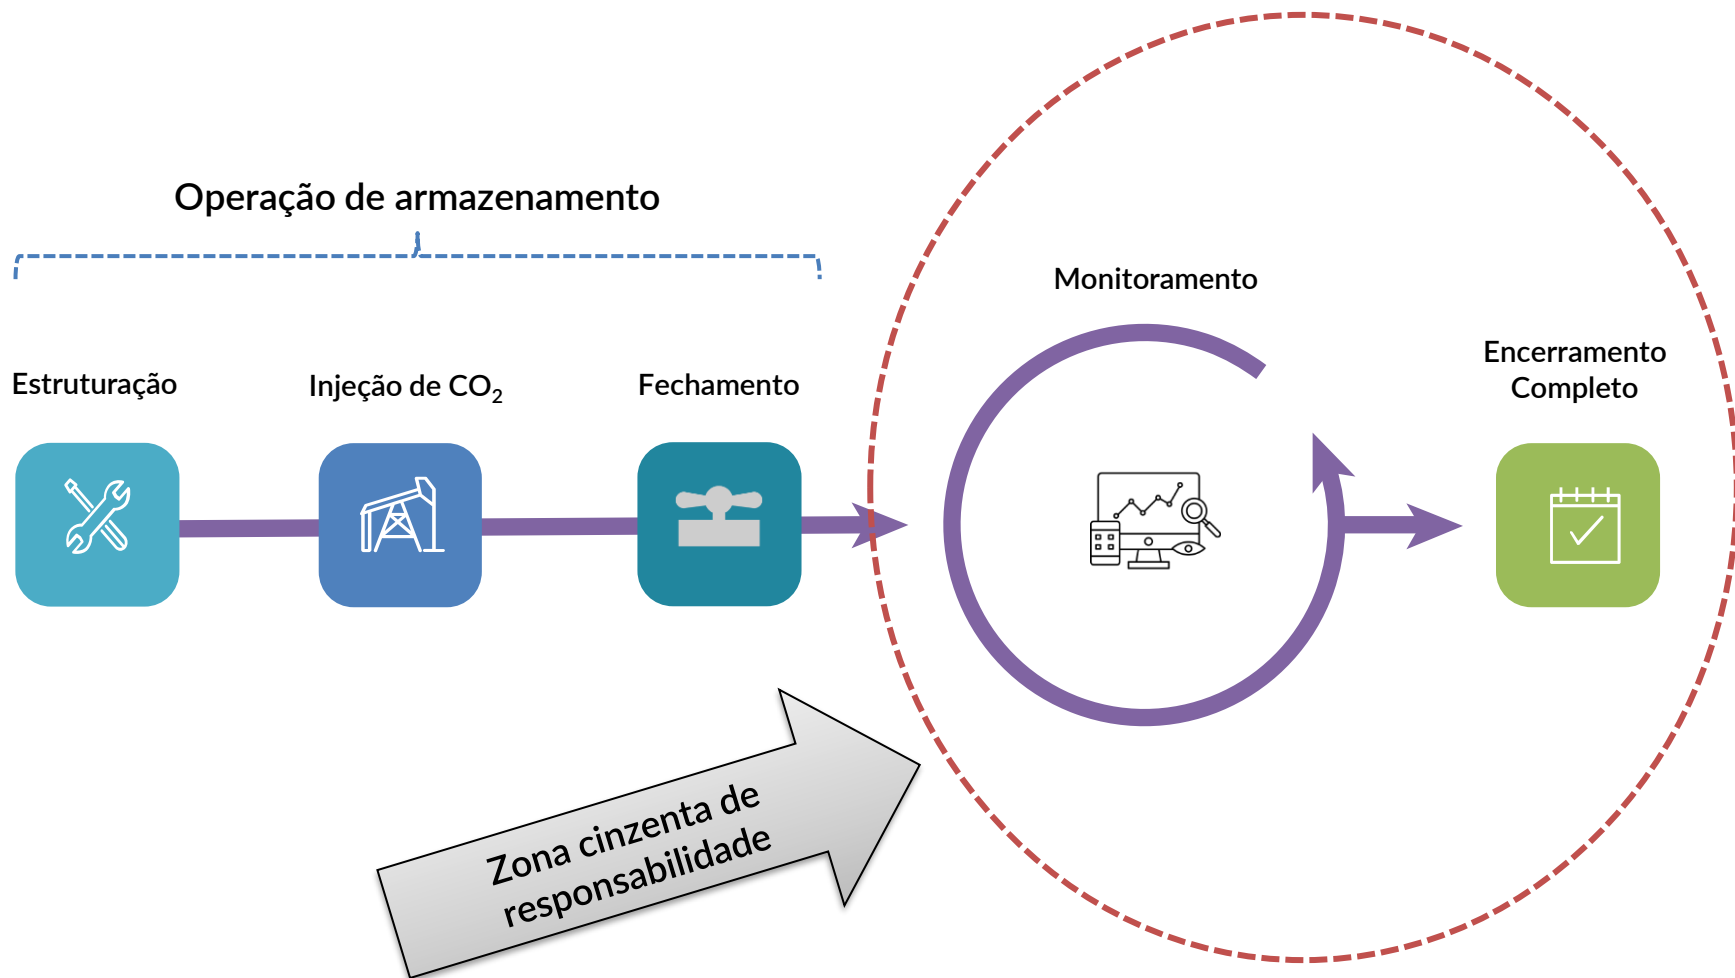 Operação de armazenamento
Monitoramento
Encerramento
Completo
Estruturação
Injeção de CO₂
Fechamento
Zona cinzenta de
responsabilidade